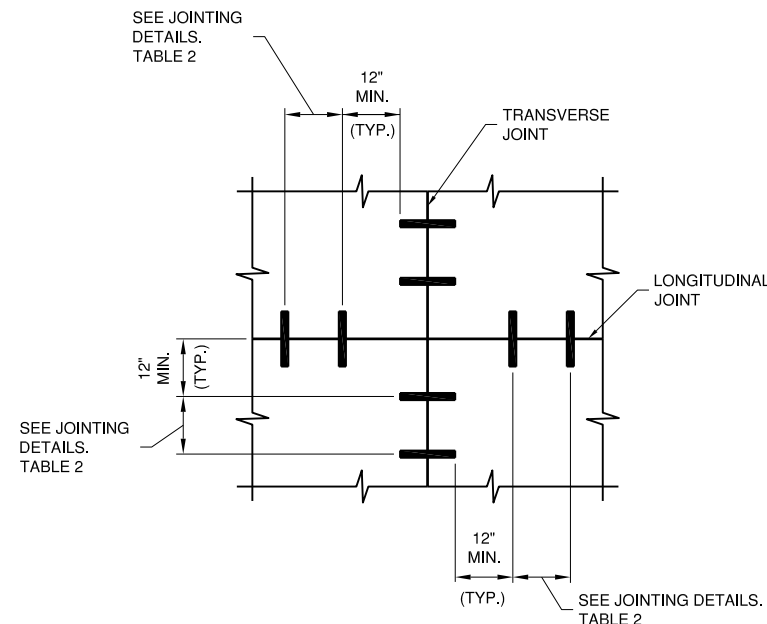 SEE JOINTING
DETAILS.
TABLE 2
12"
MIN.
(TYP.)
TRANSVERSE
JOINT
LONGITUDINAL
JOINT
12"
MIN.
(TYP.)
SEE JOINTING
DETAILS.
TABLE 2
12"
MIN.
(TYP.)
SEE JOINTING DETAILS.
TABLE 2